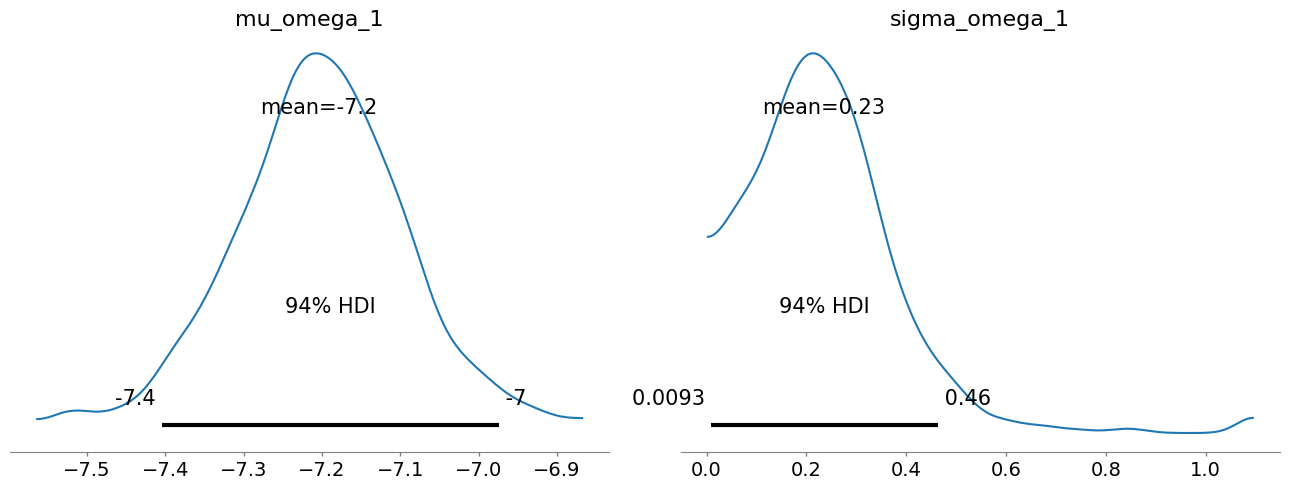 mu_omega_1
mean=-7.2
94% HDI
-7.4
-7
−7.5 −7.4 −7.3 −7.2 −7.1 −7.0 −6.9
sigma_omega_1
mean=0.23
94% HDI
0.0093
0.46
0.0 0.2 0.4 0.6 0.8 1.0